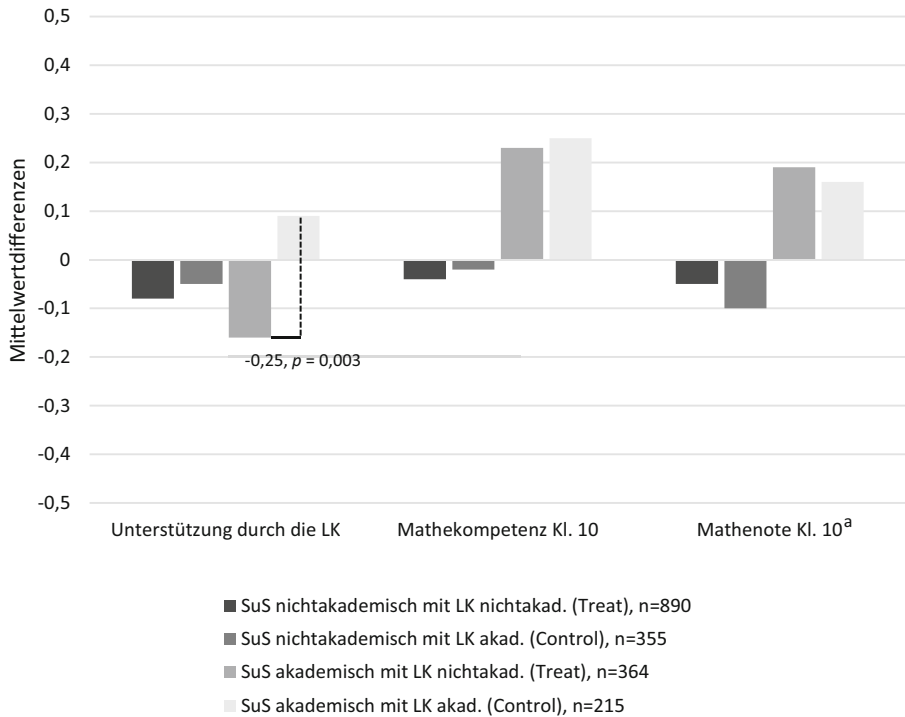 0,5
0,4
0,3
0,2
0,1
0
-0,1
-0,2
-0,3
-0,4
-0,5
Mittelwertdifferenzen
-0,25, p = 0,003
Unterstützung durch die LK
Mathekompetenz Kl. 10
Mathenote Kl. 10a
SuS nichtakademisch mit LK nichtakad. (Treat), n=890
SuS nichtakademisch mit LK akad. (Control), n=355
SuS akademisch mit LK nichtakad. (Treat), n=364
SuS akademisch mit LK akad. (Control), n=215